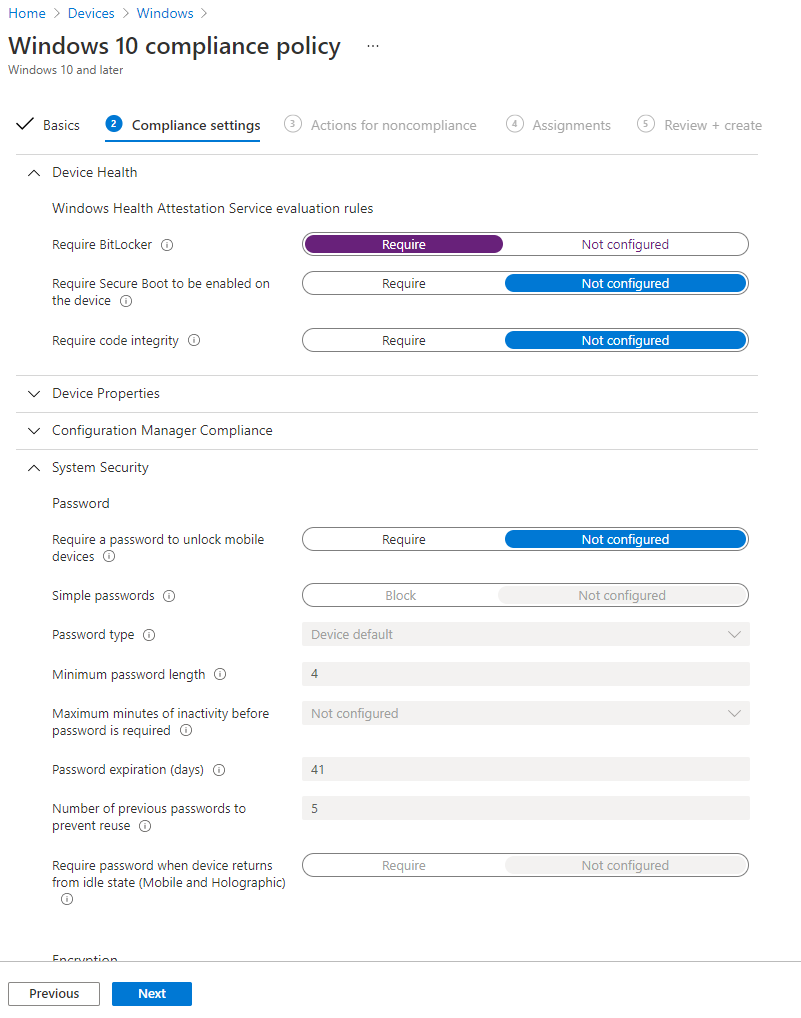 Home > Devices > Windows >
Windows 10 compliance policy ...
Windows 10 and later
Basics 2 Compliance settings 3 Actions for noncompliance 4 Assignments 5 Review + create
Device Health
Windows Health Attestation Service evaluation rules
Require BitLocker Require Not configured
Require Secure Boot to be enabled on
the device
Require Not configured
Require code integrity Require Not configured
Device Properties
Configuration Manager Compliance
System Security
Password
Require a password to unlock mobile
devices
Require Not configured
Simple passwords Block Not configured
Password type Device default
Minimum password length 4
Maximum minutes of inactivity before
password is required
Not configured
Password expiration (days) 41
Number of previous passwords to
prevent reuse
5
Require password when device returns
from idle state (Mobile and Holographic)
Require Not configured
Encryption
Previous Next